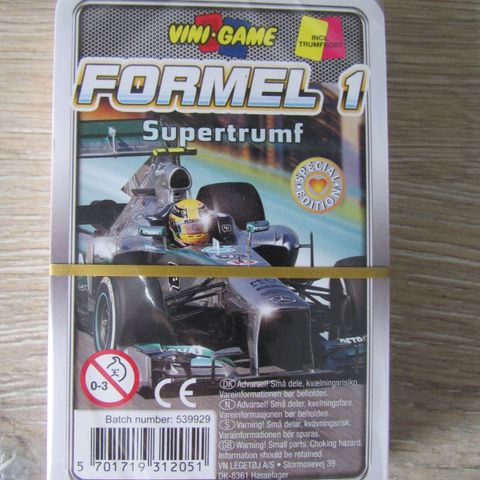 VINI-GAME
INCL.
TRUMFKORT
FORMEL 1
Supertrumf
SPECIAL EDITION
PETRONAS
0-3
CE
DK Advarsel! Små dele, kvælningsrisiko.
Vareinformationen bør beholdes.
N Advarsel! Små deler, kvelningsfare.
Vareinformasjonen bør beholdes.
S Varning! Små delar, kvävningsrisk.
Varuinformationen bör sparas.
GB Warning! Small parts. Choking hazard.
Information should be retained.
VN LEGETØJ A/S • Stormosevej 39
DK-8361 Hasselager
Batch number: 539929
5 701719 312051